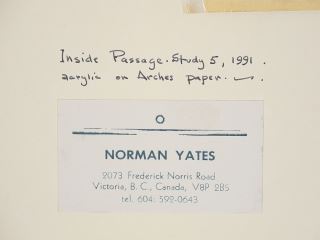 Inside Passage. Study 5, 1991.
acrylic on Arches paper.
NORMAN YATES
2073 Frederick Norris Road
Victoria, B.C., Canada, V8P 2B5
tel. 604: 592-0643